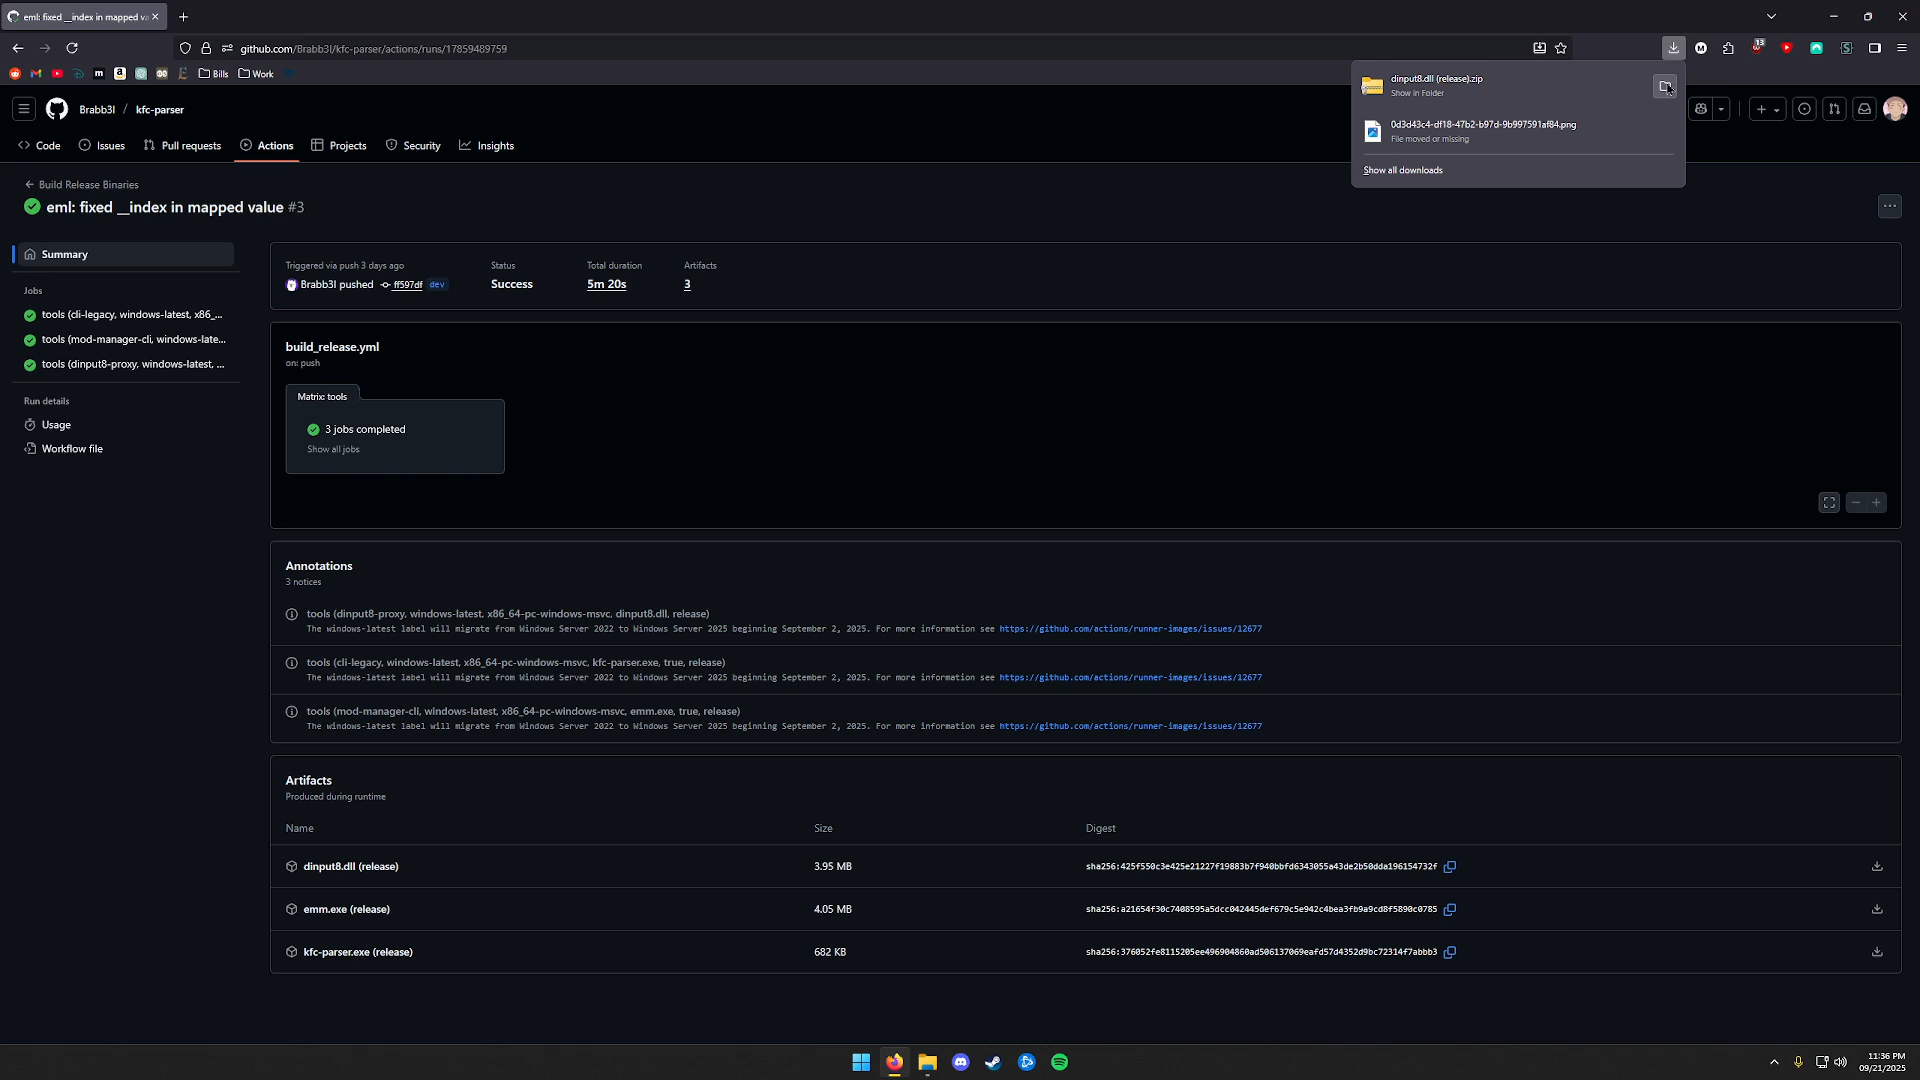 eml: fixed __index in mapped va
github.com/Brabb3l/kfc-parser/actions/runs/17859489759
13
Bills
Work
dinput8.dll (release).zip
Show in Folder
0d3d43c4-df18-47b2-b97d-9b997591af84.png
File moved or missing
Show all downloads
Brabb3l / kfc-parser
Code
Issues
Pull requests
Actions
Projects
Security
Insights
Build Release Binaries
eml: fixed __index in mapped value #3
Summary
Jobs
tools (cli-legacy, windows-latest, x86_...
tools (mod-manager-cli, windows-late...
tools (dinput8-proxy, windows-latest, ...
Run details
Usage
Workflow file
Triggered via push 3 days ago
Brabb3l pushed ff597df dev
Status
Success
Total duration
5m 20s
Artifacts
3
build_release.yml
on: push
Matrix: tools
3 jobs completed
Show all jobs
Annotations
3 notices
tools (dinput8-proxy, windows-latest, x86_64-pc-windows-msvc, dinput8.dll, release)
The windows-latest label will migrate from Windows Server 2022 to Windows Server 2025 beginning September 2, 2025. For more information see https://github.com/actions/runner-images/issues/12677
tools (cli-legacy, windows-latest, x86_64-pc-windows-msvc, kfc-parser.exe, true, release)
The windows-latest label will migrate from Windows Server 2022 to Windows Server 2025 beginning September 2, 2025. For more information see https://github.com/actions/runner-images/issues/12677
tools (mod-manager-cli, windows-latest, x86_64-pc-windows-msvc, emm.exe, true, release)
The windows-latest label will migrate from Windows Server 2022 to Windows Server 2025 beginning September 2, 2025. For more information see https://github.com/actions/runner-images/issues/12677
Artifacts
Produced during runtime
Name Size Digest
dinput8.dll (release) 3.95 MB sha256:425f550c3e425e21227f19883b7f940bbfd6343055a43de2b50dda196154732f
emm.exe (release) 4.05 MB sha256:a21654f30c7408595a5dcc042445def679c5e942c4bea3fb9a9cd8f5890c0785
kfc-parser.exe (release) 682 KB sha256:376052fe8115205ee496904860ad506137069eafd57d4352d9bc72314f7abbb3
11:36 PM
09/21/2025